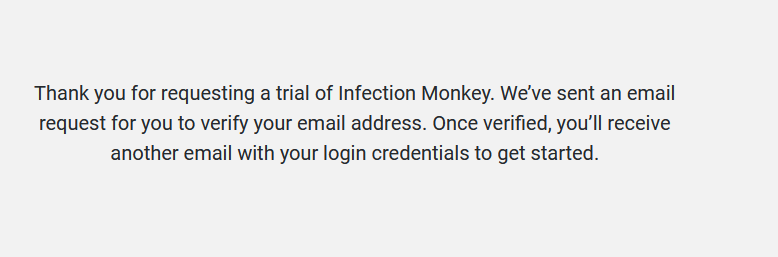 Thank you for requesting a trial of Infection Monkey. We’ve sent an email
request for you to verify your email address. Once verified, you’ll receive
another email with your login credentials to get started.